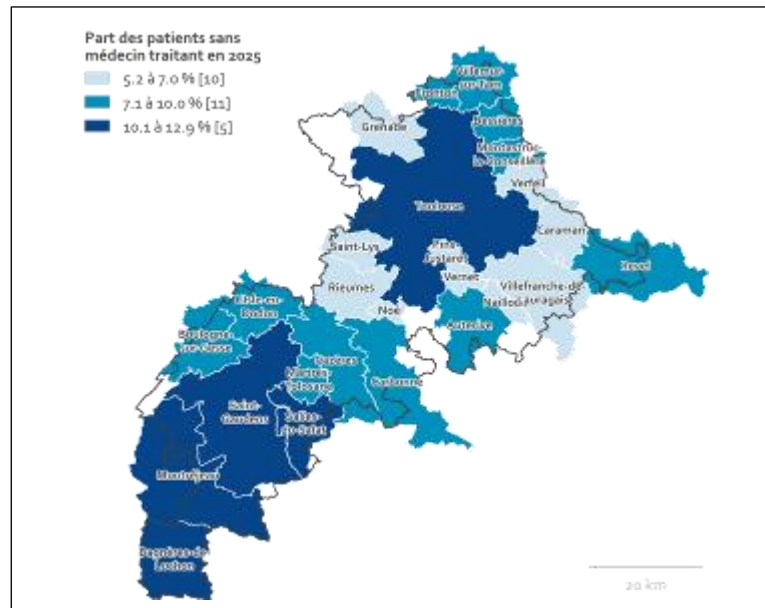 Part des patients sans
médecin traitant en 2025
5.2 à 7.0 % [10]
7.1 à 10.0 % [11]
10.1 à 12.9 % [5]
Villemur-
sur-Tarn
Fronton
Grenade
Bessières
Montastruc-
la-Conseillère
Verfeil
Toulouse
Caraman
Saint-Lys
Pins-
Justaret
Revel
Vernet
Rieumes
Villefranche-de-
Lauragais
Nailloux
Noé
Auterive
L'Isle-en-
Dodon
Boulogne-
sur-Gesse
Cazères
Martres-
Tolosane
Carbonne
Saint-
Gaudens
Salies-
du-Salat
Montréjeau
Bagnères-de-
Luchon
20 km